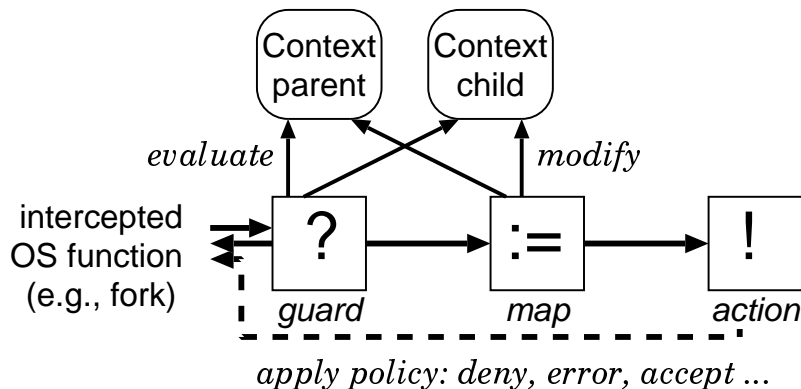 Context
parent
Context
child
evaluate
modify
intercepted
OS function
(e.g., fork)
?
:=
!
guard
map
action
apply policy: deny, error, accept ...